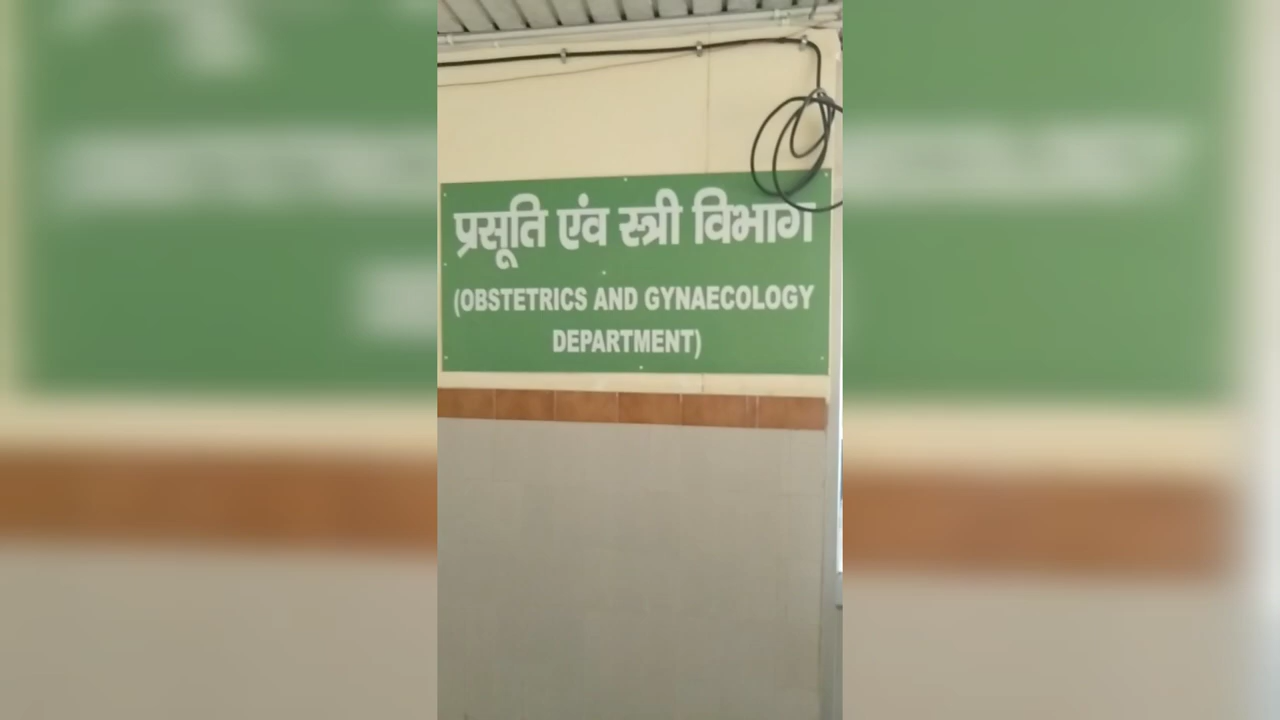 प्रसूति एंव स्त्री विभाग
(OBSTETRICS AND GYNAECOLOGY
DEPARTMENT)